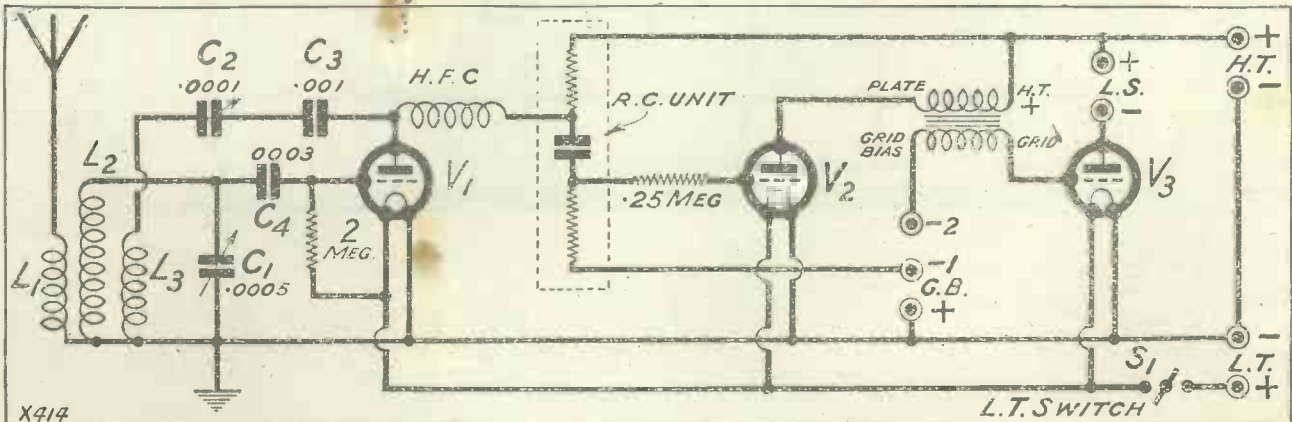 C2
.0001
C3
.001
H.F.C
R.C. UNIT
PLATE
H.T.
+
GRID
BIAS
GRID
+
L.S.
-
+
H.T.
-
L2
.0003
C4
V1
2
MEG.
.25 MEG
V2
V3
L1
L3
C1
.0005
-2
-1
G.B.
+
-
L.T.
+
S1
L.T. SWITCH
X414